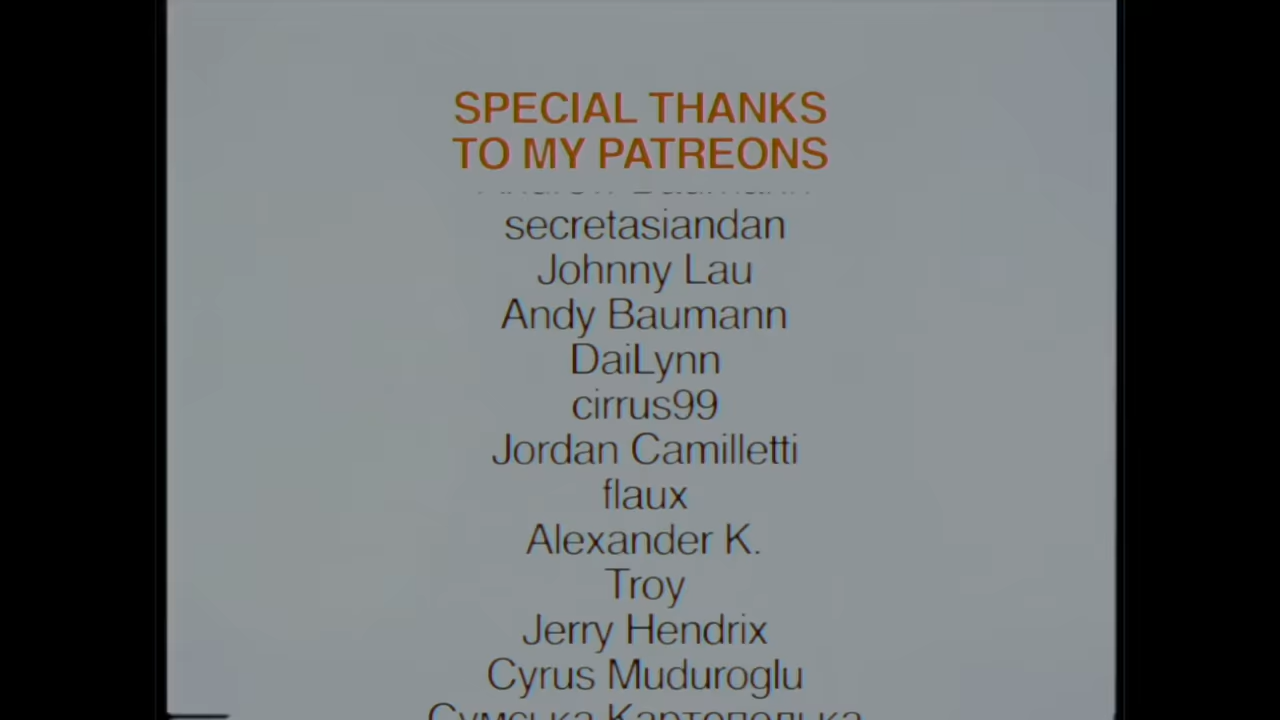 SPECIAL THANKS
TO MY PATREONS
secretasiandan
Johnny Lau
Andy Baumann
DaiLynn
cirrus99
Jordan Camilletti
flaux
Alexander K.
Troy
Jerry Hendrix
Cyrus Muduroglu